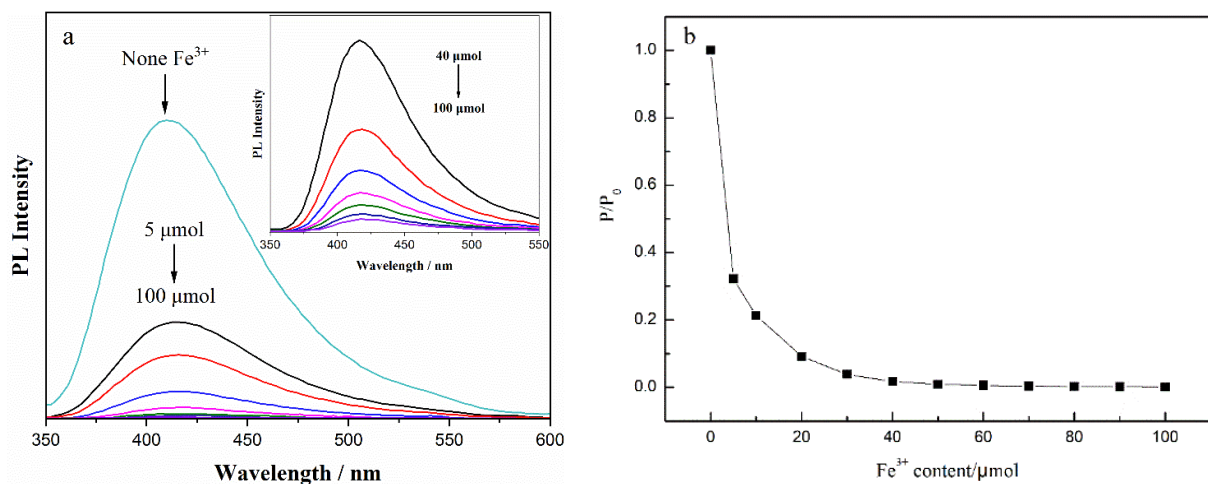 a
None Fe³⁺
5 μmol
100 μmol
PL Intensity
350 400 450 500 550 600
Wavelength / nm
40 μmol
100 μmol
PL Intensity
350 400 450 500 550
Wavelength / nm
b
1.0
0.8
0.6
0.4
0.2
0.0
P/P₀
0 20 40 60 80 100
Fe³⁺ content/μmol